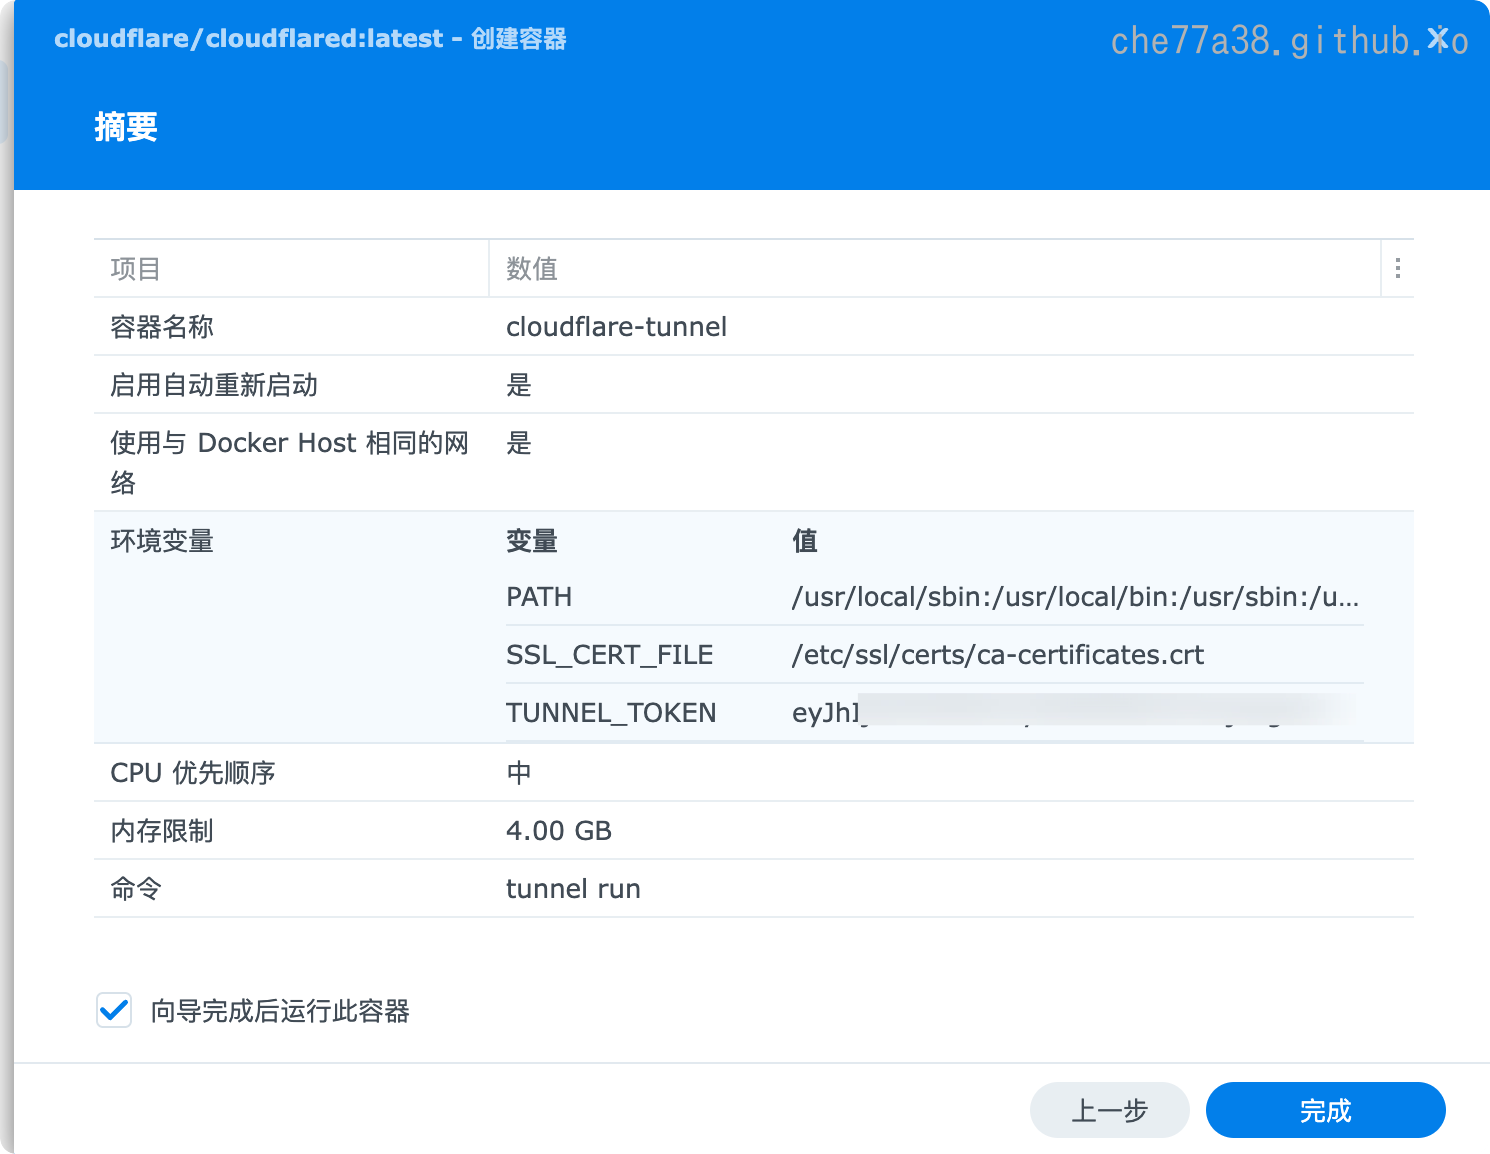 cloudflare/cloudflared:latest - 创建容器
che77a38.github.io
摘要
项目 数值
容器名称 cloudflare-tunnel
启用自动重新启动 是
使用与 Docker Host 相同的网 是
络
环境变量 变量 值
PATH /usr/local/sbin:/usr/local/bin:/usr/sbin:/u...
SSL_CERT_FILE /etc/ssl/certs/ca-certificates.crt
TUNNEL_TOKEN eyJhI
CPU 优先顺序 中
内存限制 4.00 GB
命令 tunnel run
向导完成后运行此容器
上一步 完成